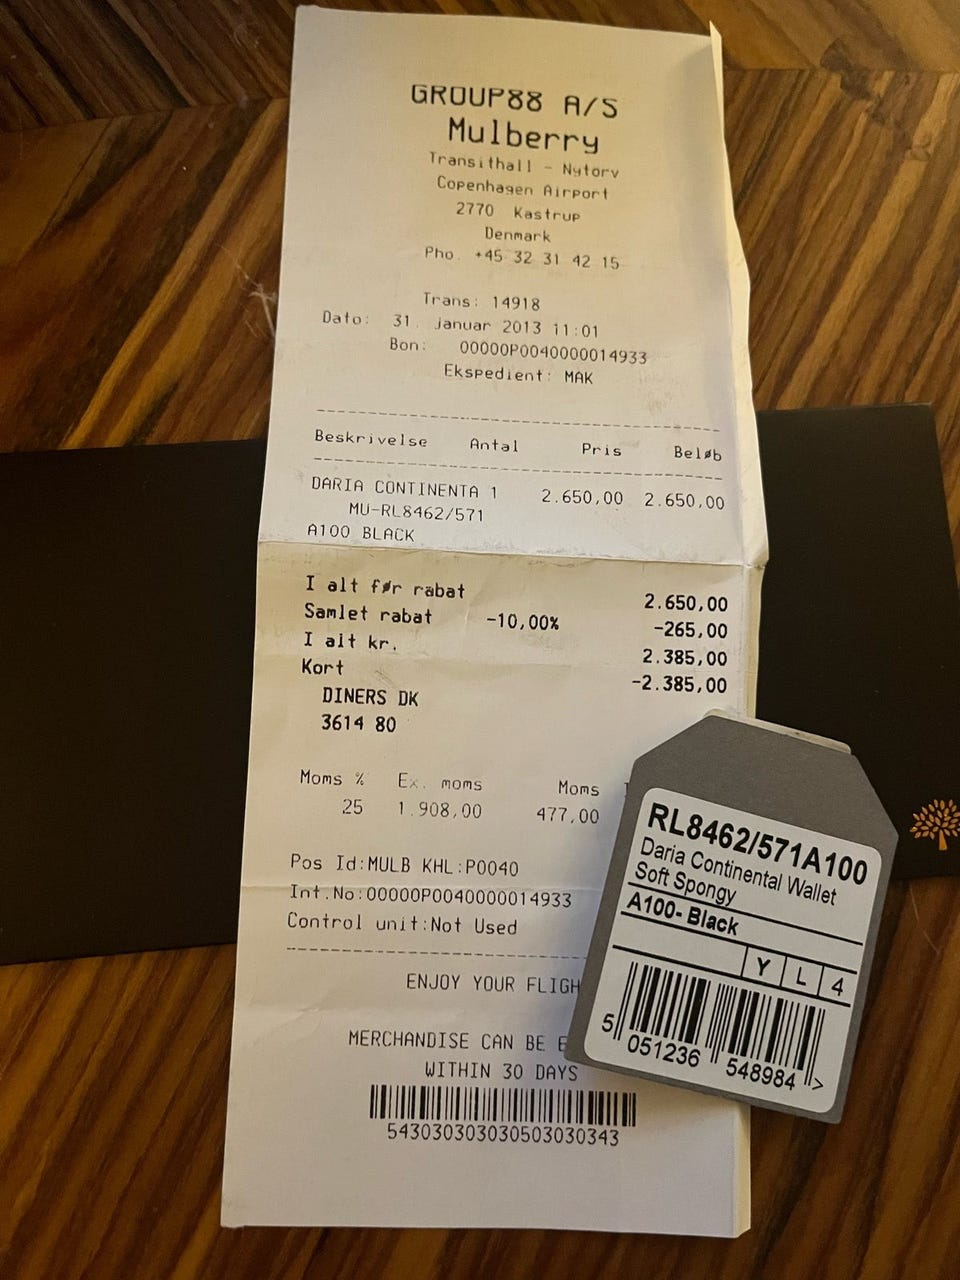 GROUP88 A/S
Mulberry
Transithall - Nytorv
Copenhagen Airport
2770 Kastrup
Denmark
Pho. +45 32 31 42 15
Trans: 14918
Dato: 31. januar 2013 11:01
Bon: 00000P0040000014933
Ekspedient: MAK
Beskrivelse Antal Pris Beløb
DARIA CONTINENTA 1 2.650,00 2.650,00
MU-RL8462/571
A100 BLACK
I alt før rabat 2.650,00
Samlet rabat -10,00% -265,00
I alt kr. 2.385,00
Kort -2.385,00
DINERS DK
3614 80
Moms % Ex. moms Moms
25 1.908,00 477,00
Pos Id:MULB KHL:P0040
Int.No:00000P0040000014933
Control unit:Not Used
ENJOY YOUR FLIGH
MERCHANDISE CAN BE
WITHIN 30 DAYS
543030303030503030343
RL8462/571A100
Daria Continental Wallet
Soft Spongy
A100- Black
Y L 4
5 051236 548984 >